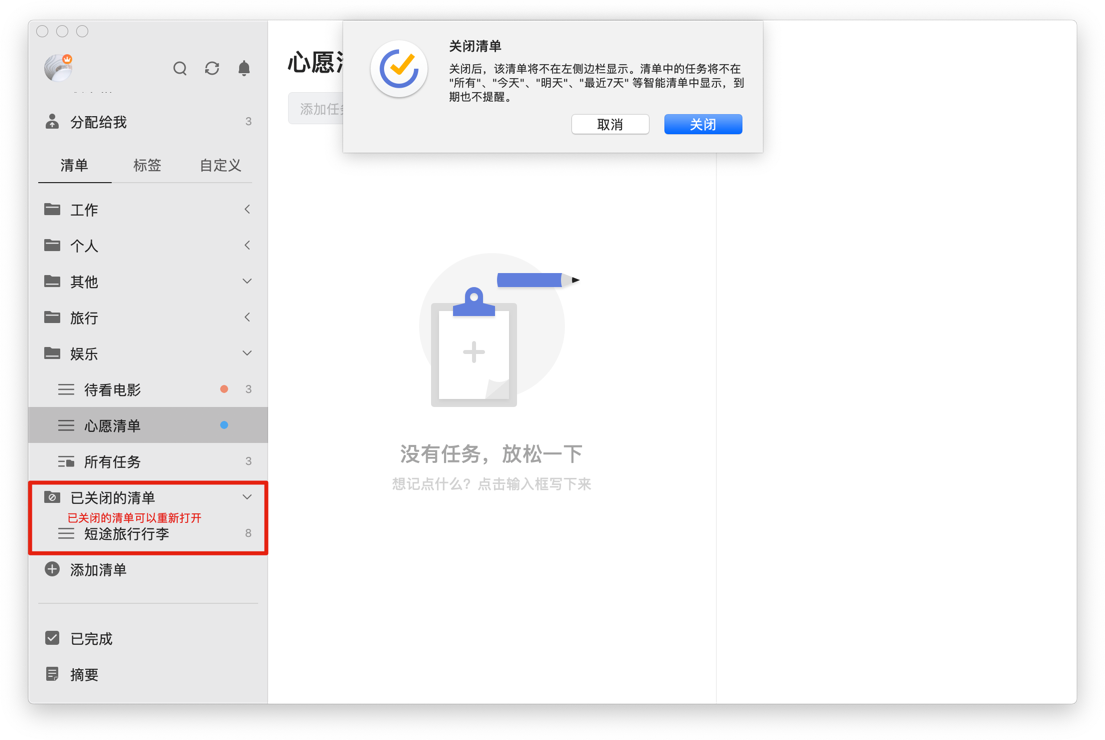 分配给我
3
清单
标签
自定义
工作
个人
其他
旅行
娱乐
待看电影
3
心愿清单
所有任务
3
已关闭的清单
已关闭的清单可以重新打开
短途旅行行李
8
添加清单
已完成
摘要
心愿
添加任
关闭清单
关闭后，该清单将不在左侧边栏显示。清单中的任务将不在
"所有"、"今天"、"明天"、"最近7天" 等智能清单中显示，到
期也不提醒。
取消
关闭
没有任务，放松一下
想记点什么？点击输入框写下来